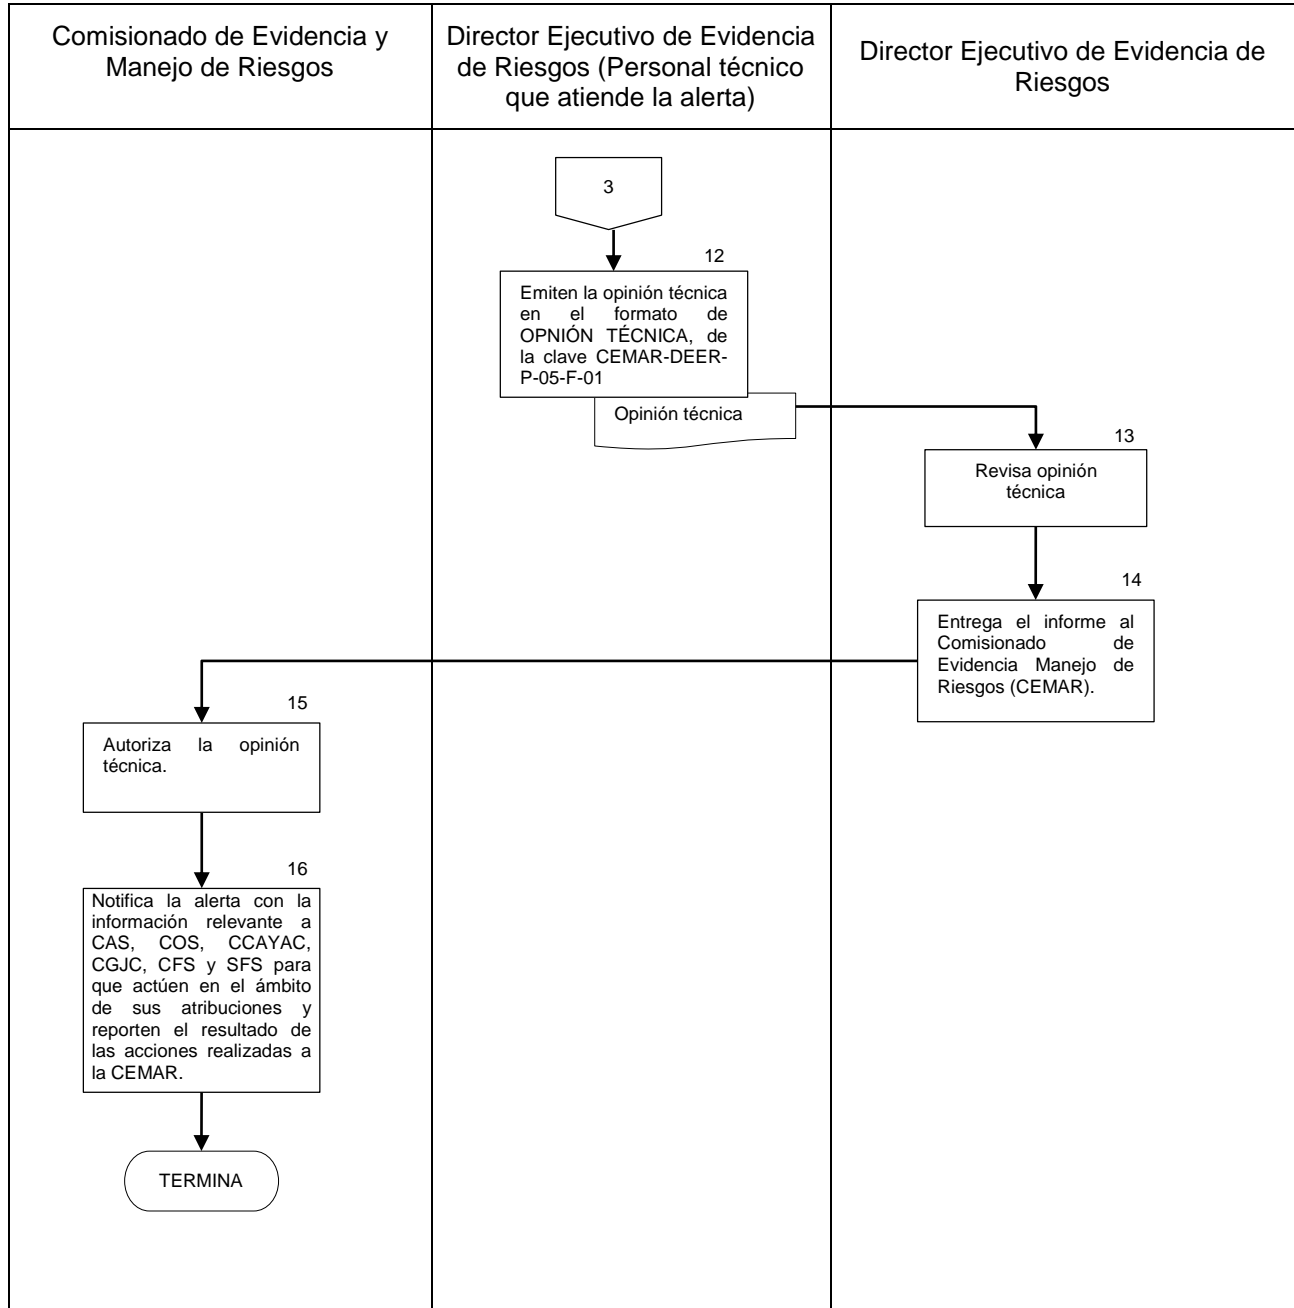 Comisionado de Evidencia y
Manejo de Riesgos
Director Ejecutivo de Evidencia
de Riesgos (Personal técnico
que atiende la alerta)
Director Ejecutivo de Evidencia de
Riesgos
3
12
Emiten la opinión técnica
en el formato de
OPNIÓN TÉCNICA, de
la clave CEMAR-DEER-
P-05-F-01
Opinión técnica
13
Revisa opinión
técnica
14
Entrega el informe al
Comisionado de
Evidencia Manejo de
Riesgos (CEMAR).
15
Autoriza la opinión
técnica.
16
Notifica la alerta con la
información relevante a
CAS, COS, CCAYAC,
CGJC, CFS y SFS para
que actúen en el ámbito
de sus atribuciones y
reporten el resultado de
las acciones realizadas a
la CEMAR.
TERMINA